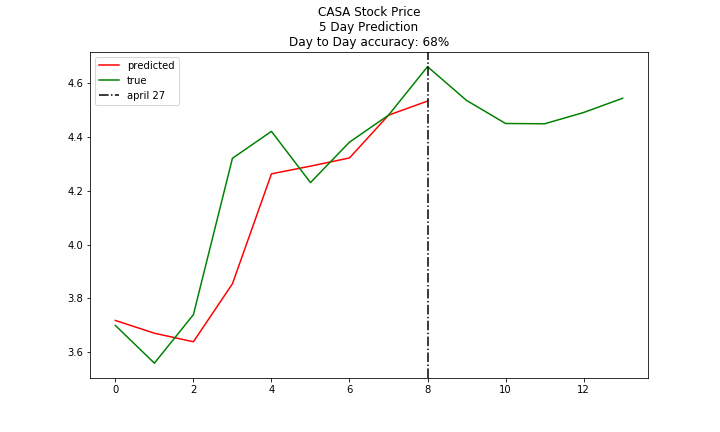 CASA Stock Price
5 Day Prediction
Day to Day accuracy: 68%
predicted
true
april 27
4.6
4.4
4.2
4.0
3.8
3.6
0 2 4 6 8 10 12